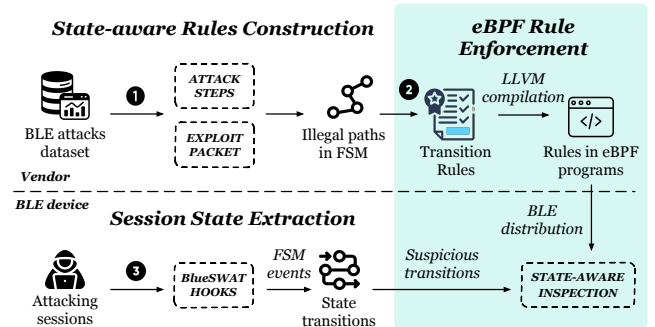 State-aware Rules Construction
eBPF Rule
Enforcement
1
ATTACK
STEPS
EXPLOIT
PACKET
BLE attacks
dataset
Illegal paths
in FSM
2
Transition
Rules
LLVM
compilation
</>
Rules in eBPF
programs
Vendor
BLE device
Session State Extraction
3
Attacking
sessions
BlueSWAT
HOOKS
FSM
events
State
transitions
Suspicious
transitions
BLE
distribution
STATE-AWARE
INSPECTION